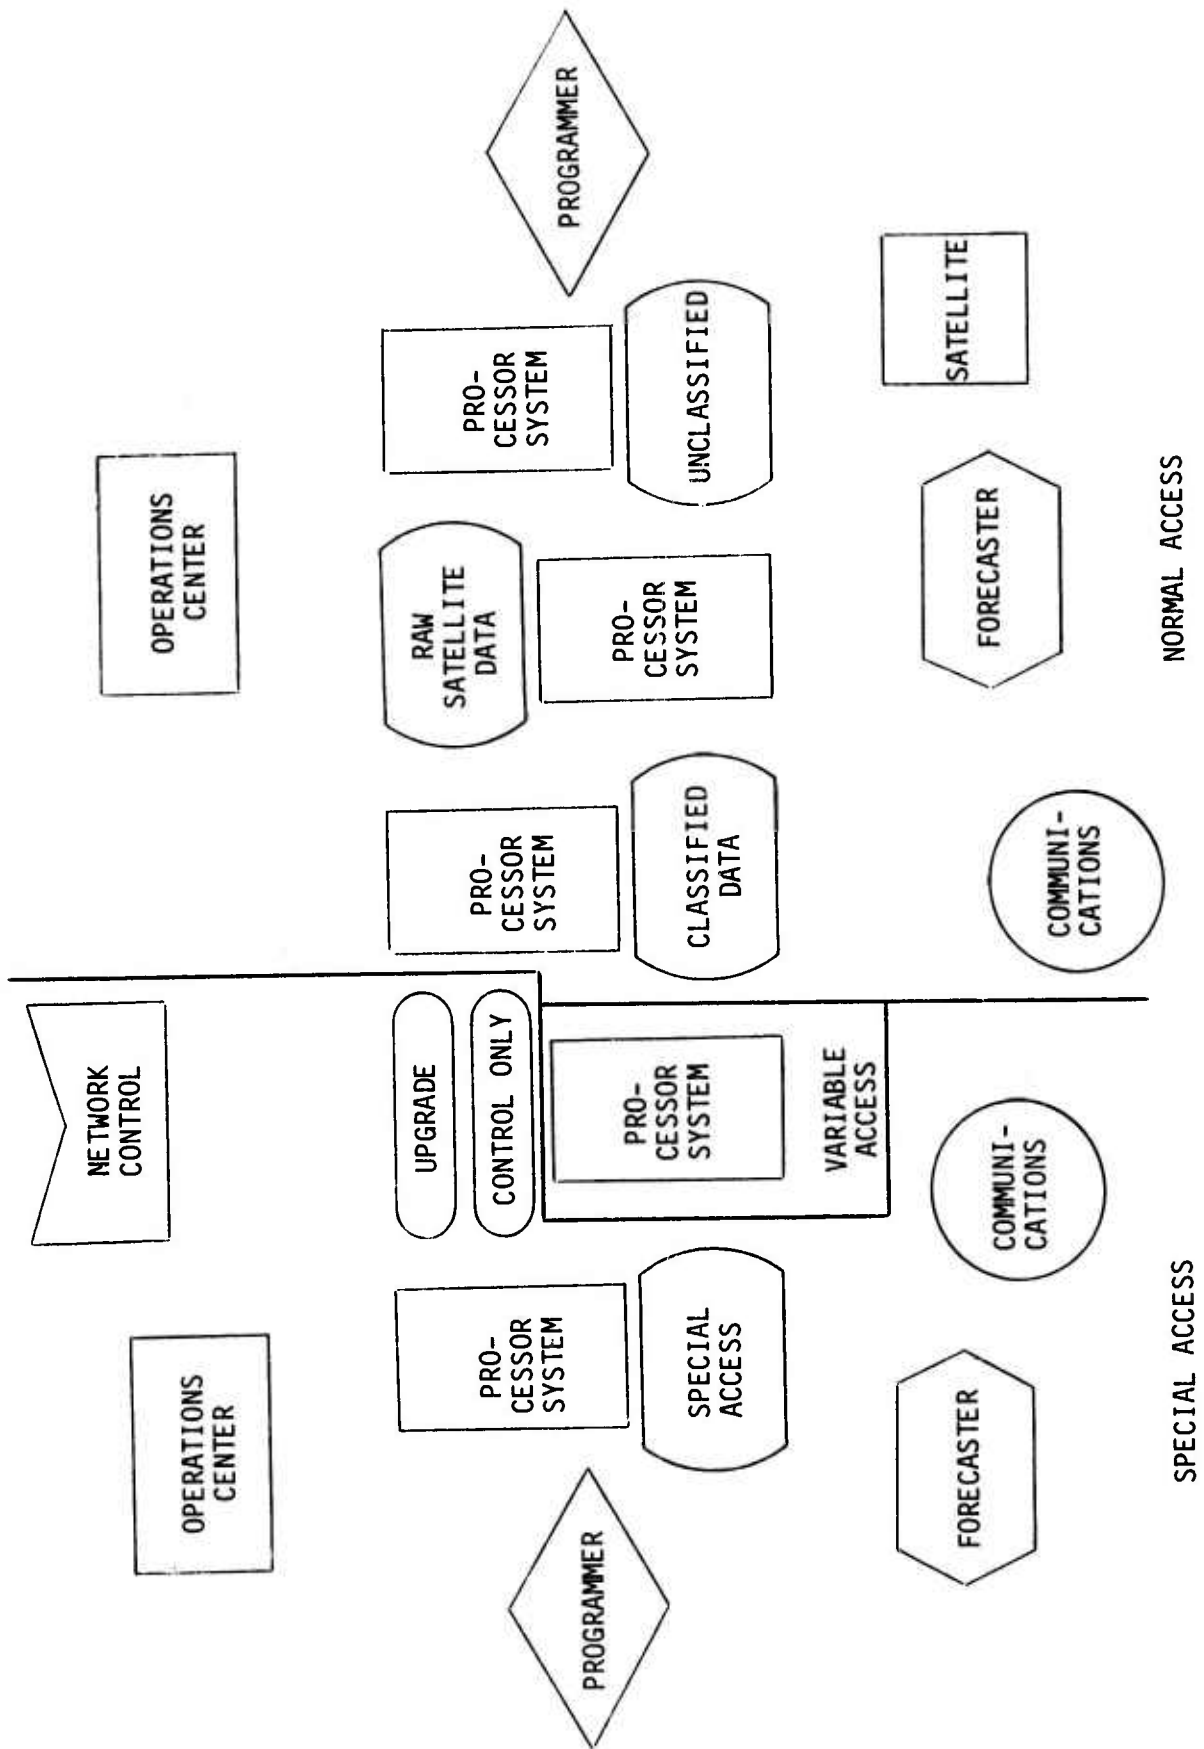 NETWORK
CONTROL
OPERATIONS
CENTER
OPERATIONS
CENTER
PRO-
CESSOR
SYSTEM
UPGRADE
CONTROL ONLY
PRO-
CESSOR
SYSTEM
RAW
SATELLITE
DATA
PRO-
CESSOR
SYSTEM
PROGRAMMER
SPECIAL
ACCESS
PRO-
CESSOR
SYSTEM
VARIABLE
ACCESS
CLASSIFIED
DATA
PRO-
CESSOR
SYSTEM
UNCLASSIFIED
PROGRAMMER
FORECASTER
COMMUNI-
CATIONS
COMMUNI-
CATIONS
FORECASTER
SATELLITE
SPECIAL ACCESS
NORMAL ACCESS